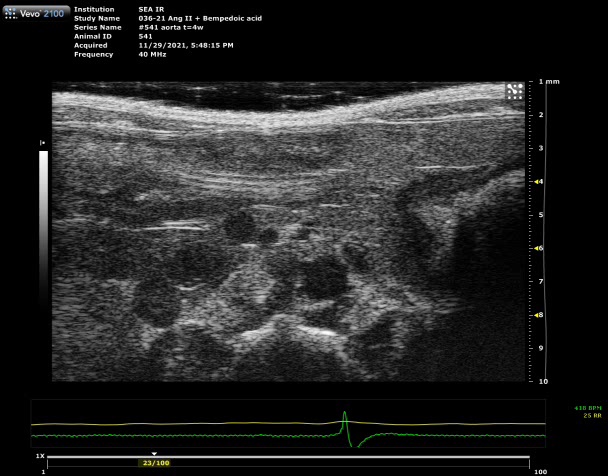 Vevo 2100
Institution SEA IR
Study Name 036-21 Ang II + Bempedoic acid
Series Name #541 aorta t=4w
Animal ID 541
Acquired 11/29/2021, 5:48:15 PM
Frequency 40 MHz
1 mm
2
3
4
5
6
7
8
9
10
418 BPM
25 RR
1X
23/100
1
100